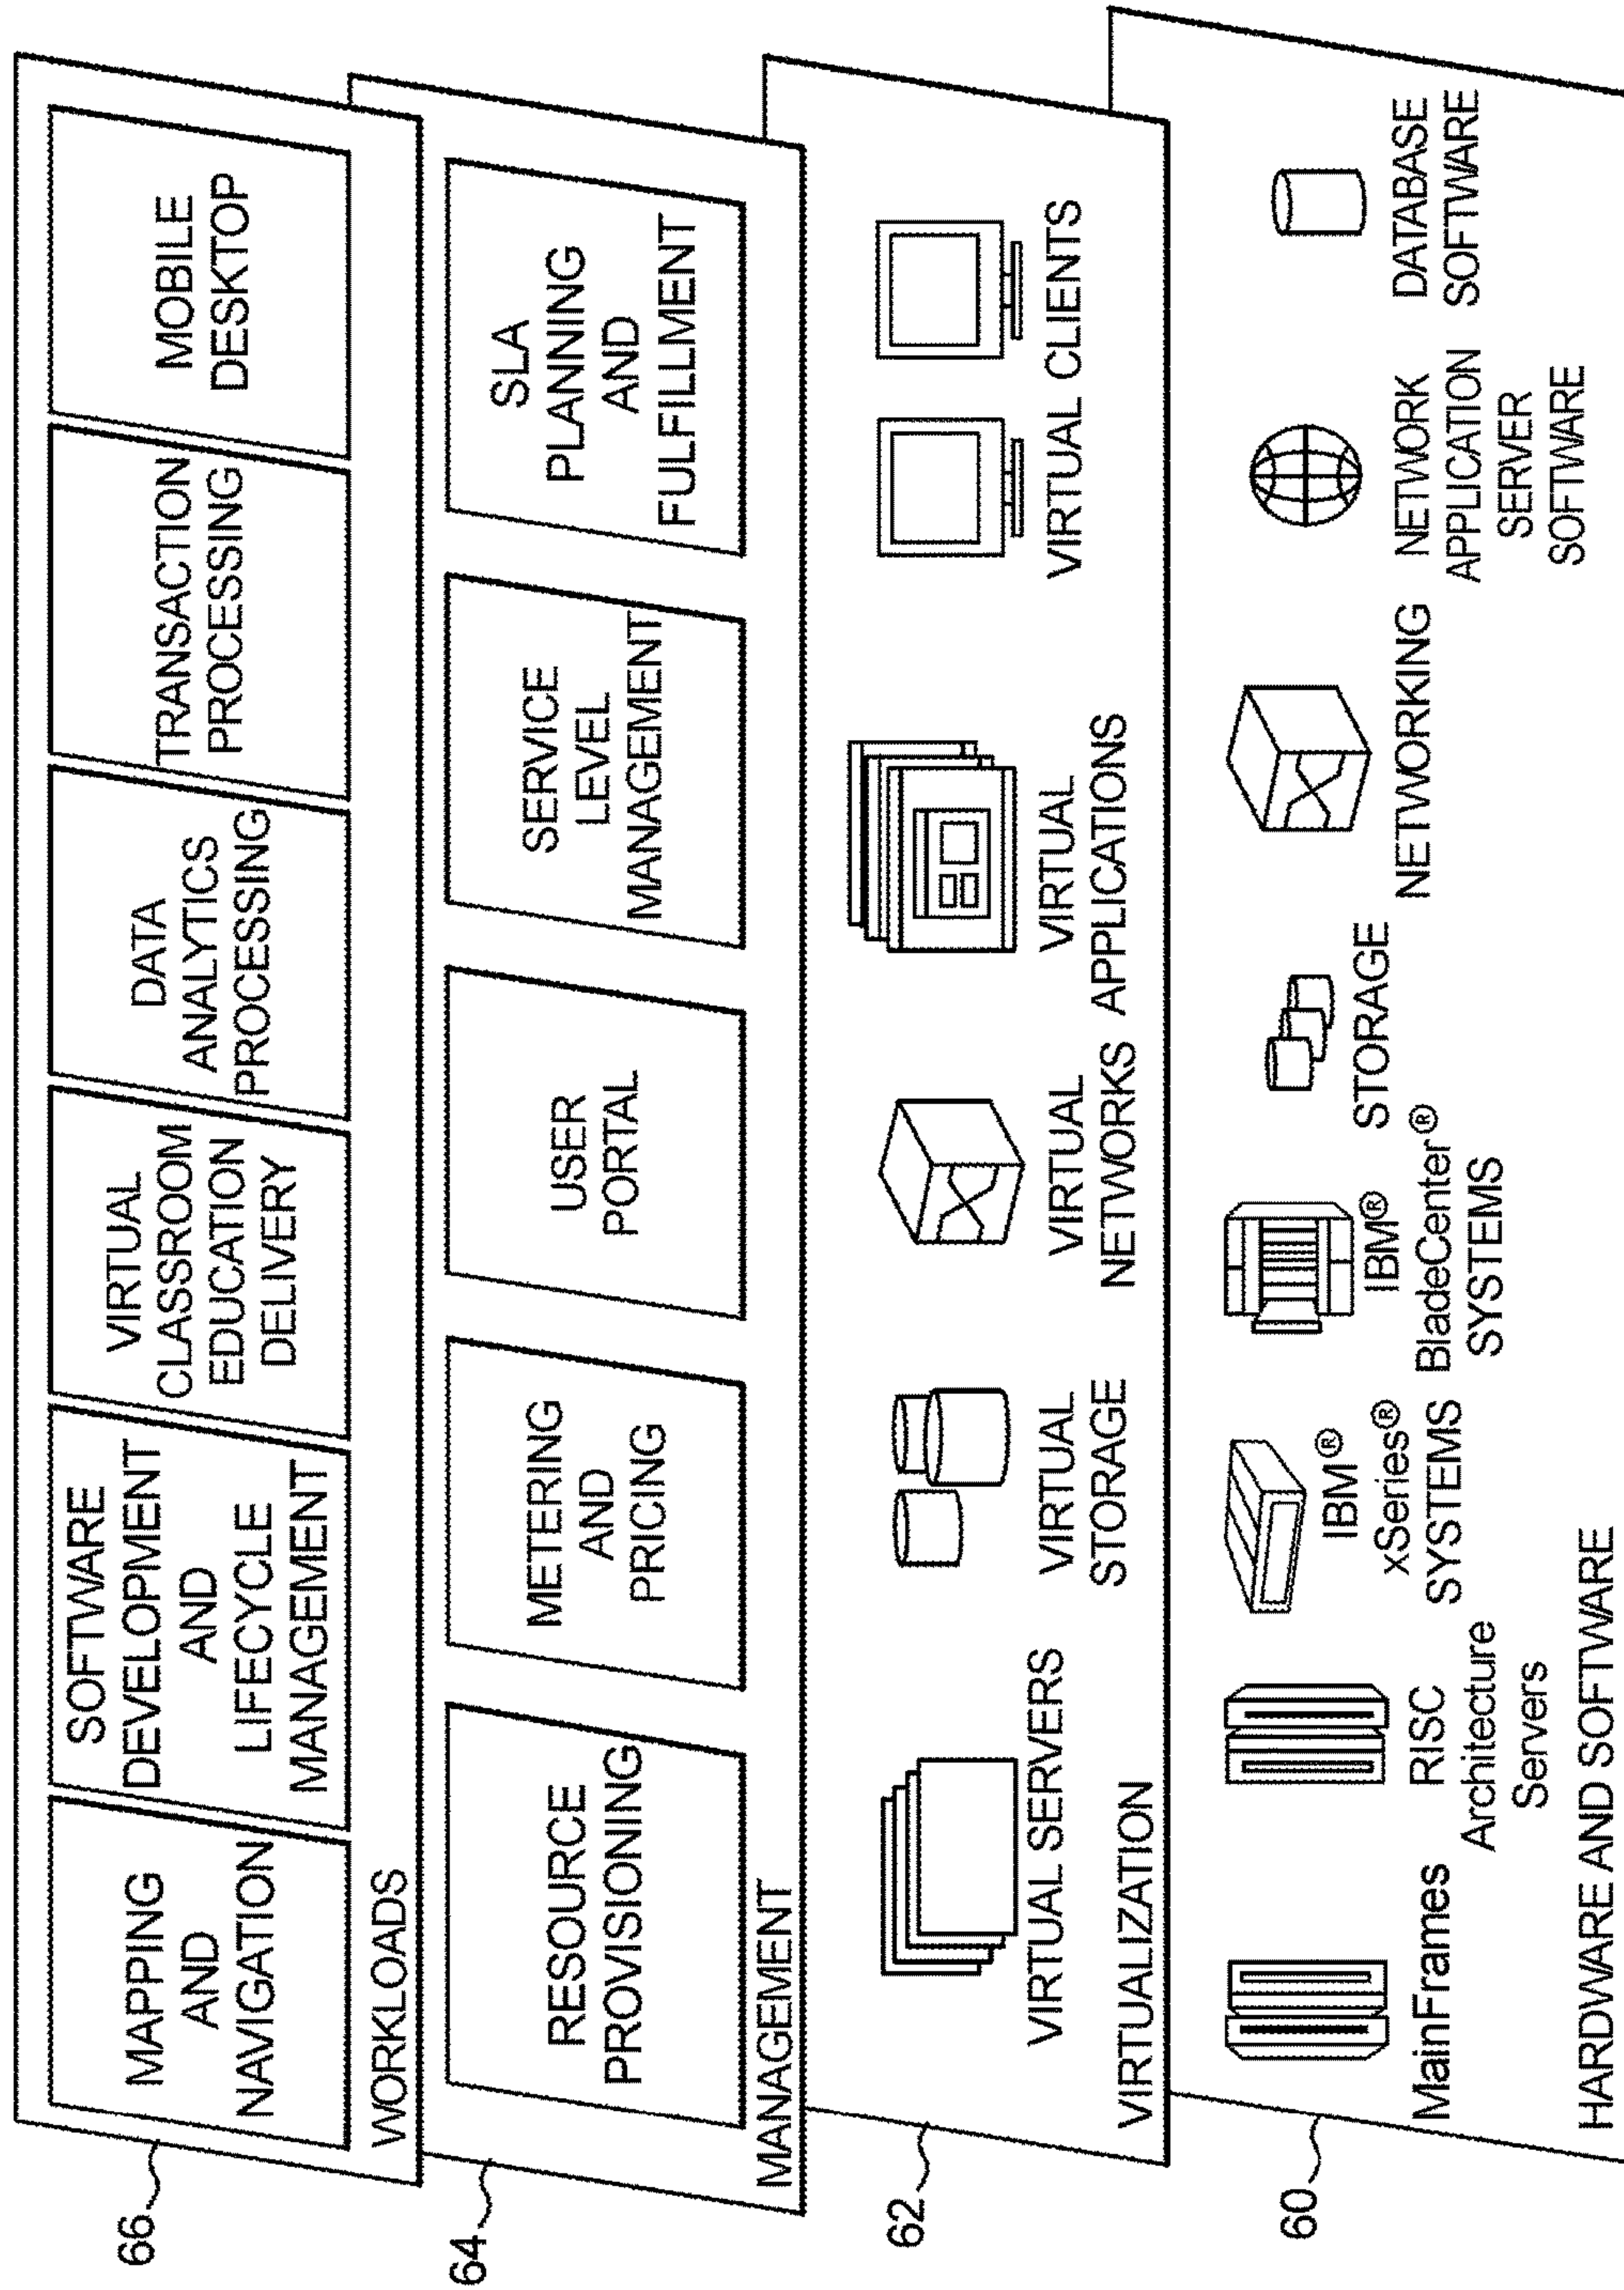 66
MAPPING
AND
NAVIGATION
SOFTWARE
DEVELOPMENT
AND
LIFECYCLE
MANAGEMENT
VIRTUAL
CLASSROOM
EDUCATION
DELIVERY
DATA
ANALYTICS
PROCESSING
TRANSACTION
PROCESSING
MOBILE
DESKTOP
WORKLOADS
64
RESOURCE
PROVISIONING
METERING
AND
PRICING
USER
PORTAL
SERVICE
LEVEL
MANAGEMENT
SLA
PLANNING
AND
FULFILLMENT
MANAGEMENT
62
VIRTUAL SERVERS
VIRTUAL
STORAGE
VIRTUAL
NETWORKS
VIRTUAL
APPLICATIONS
VIRTUAL CLIENTS
VIRTUALIZATION
60
MainFrames
RISC
Architecture
Servers
IBM®
xSeries®
SYSTEMS
IBM®
BladeCenter®
SYSTEMS
STORAGE
NETWORKING
NETWORK
APPLICATION
SERVER
SOFTWARE
DATABASE
SOFTWARE
HARDWARE AND SOFTWARE